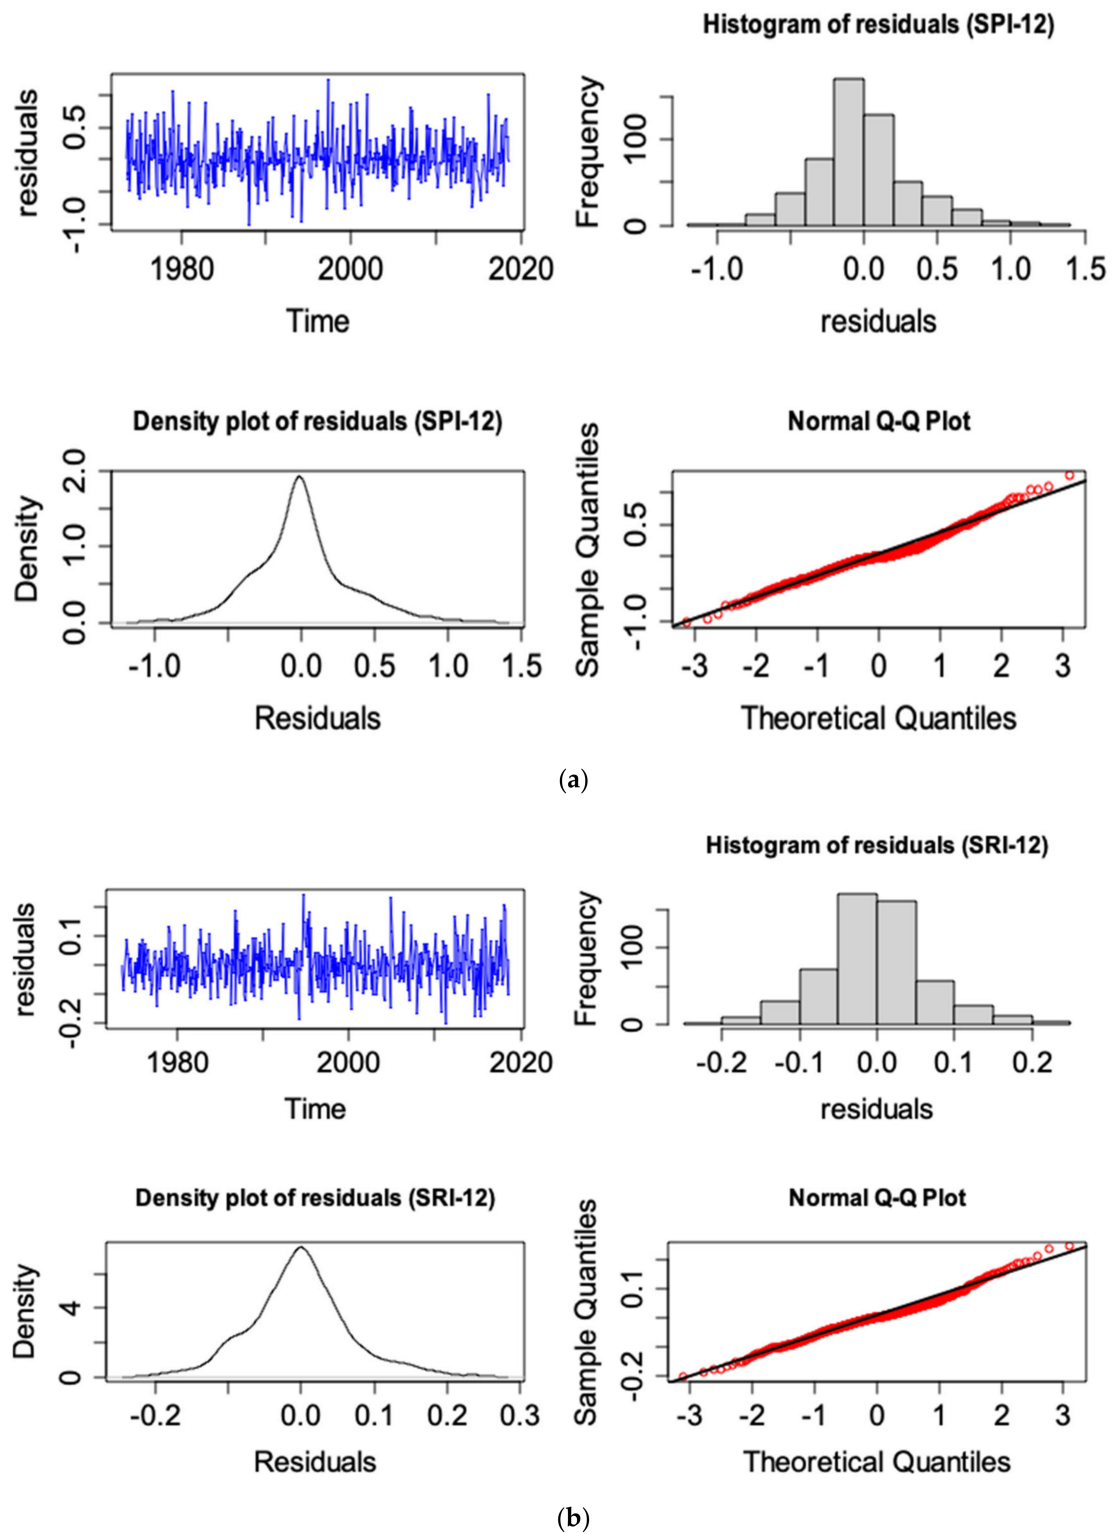 Histogram of residuals (SPI-12)
residuals
0.5
-1.0
1980 2000 2020
Time
Frequency
100
0
-1.0 0.0 0.5 1.0 1.5
residuals
Density plot of residuals (SPI-12)
Density
2.0
1.0
0.0
-1.0 0.0 0.5 1.0 1.5
Residuals
Normal Q-Q Plot
Sample Quantiles
0.5
-1.0
-3 -2 -1 0 1 2 3
Theoretical Quantiles
(a)
Histogram of residuals (SRI-12)
residuals
0.1
-0.2
1980 2000 2020
Time
Frequency
100
0
-0.2 -0.1 0.0 0.1 0.2
residuals
Density plot of residuals (SRI-12)
Density
4
0
-0.2 0.0 0.1 0.2 0.3
Residuals
Normal Q-Q Plot
Sample Quantiles
0.1
-0.2
-3 -2 -1 0 1 2 3
Theoretical Quantiles
(b)